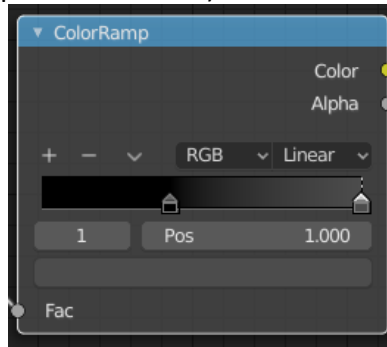 ColorRamp
Color
Alpha
+ − RGB Linear
1 Pos 1.000
Fac